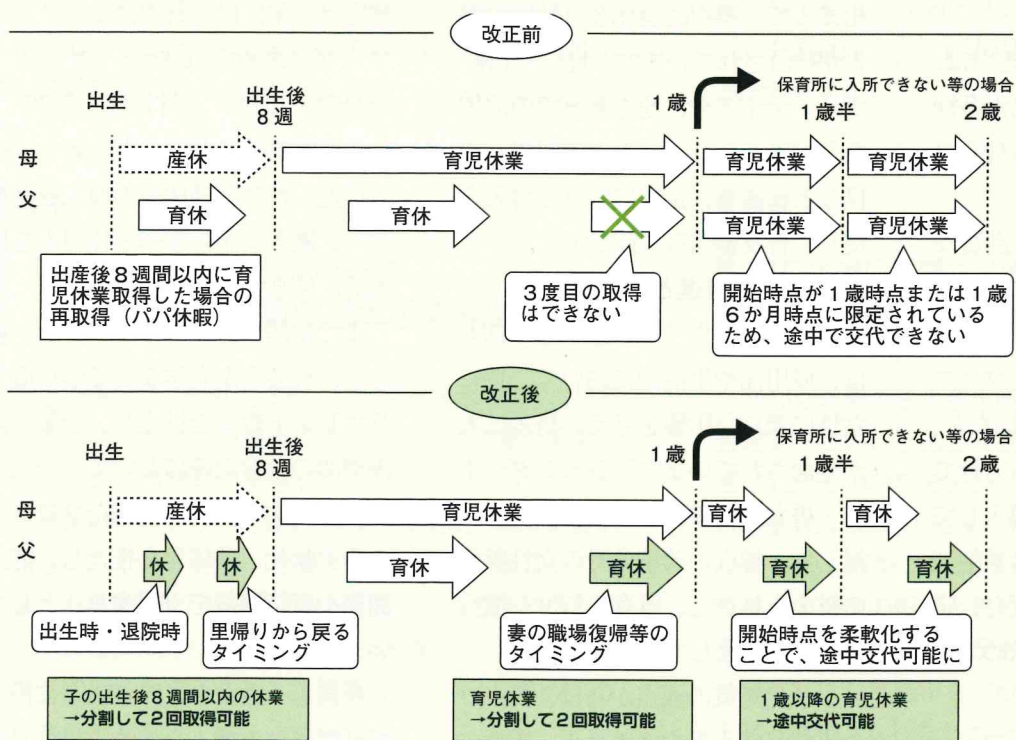 改正前
保育所に入所できない等の場合
出生
出生後
8週
1歳
1歳半
2歳
母
産休
育児休業
育児休業
育児休業
父
育休
育休
育児休業
育児休業
出産後8週間以内に育
児休業取得した場合の
再取得(パパ休暇)
3度目の取得
はできない
開始時点が1歳時点または1歳
6か月時点に限定されている
ため、途中で交代できない
改正後
保育所に入所できない等の場合
出生
出生後
8週
1歳
1歳半
2歳
母
産休
育児休業
育休
育休
父
休
休
育休
育休
育休
育休
出生時・退院時
里帰りから戻る
タイミング
妻の職場復帰等の
タイミング
開始時点を柔軟化する
ことで、途中交代可能に
子の出生後8週間以内の休業
→分割して2回取得可能
育児休業
→分割して2回取得可能
1歳以降の育児休業
→途中交代可能